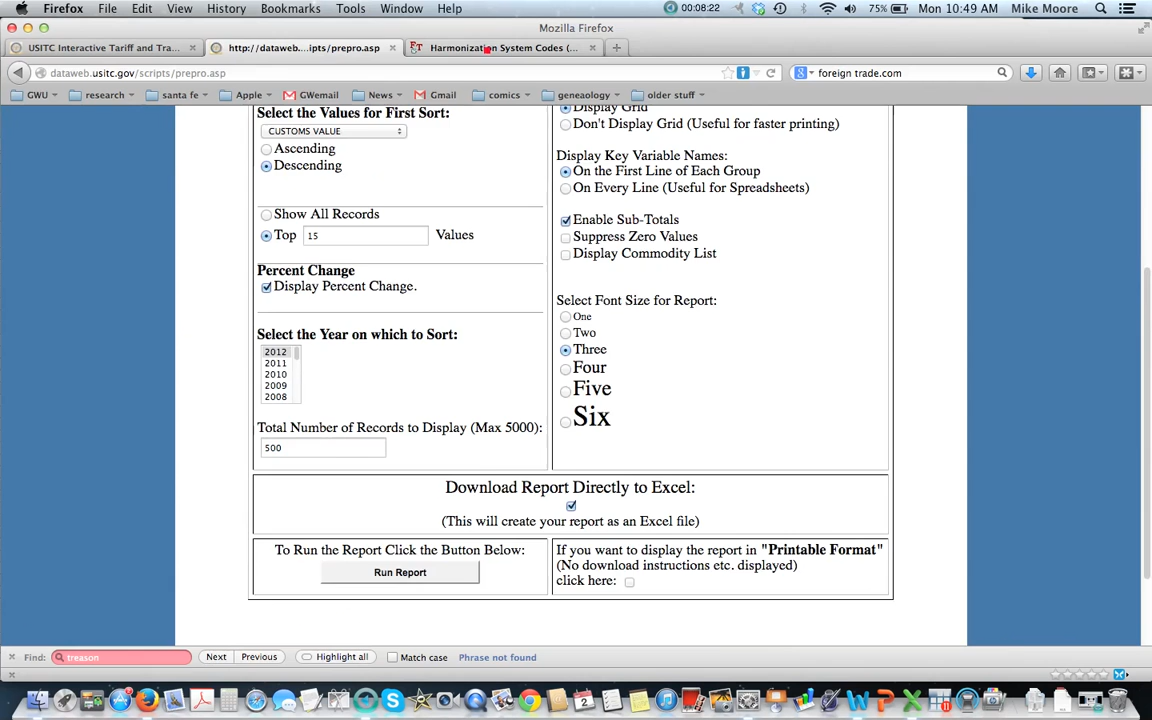 Firefox File Edit View History Bookmarks Tools Window Help 00:08:22 75% Mon 10:49 AM Mike Moore
Mozilla Firefox
USITC Interactive Tariff and Tra... http://dataweb....ipts/prepro.asp Harmonization System Codes (...
dataweb.usitc.gov/scripts/prepro.asp foreign trade.com
GWU research santa fe Apple GWemail News Gmail comics geneaology older stuff
Select the Values for First Sort:
CUSTOMS VALUE
Ascending
Descending
Show All Records
Top 15 Values
Percent Change
Display Percent Change.
Select the Year on which to Sort:
2012
2011
2010
2009
2008
Total Number of Records to Display (Max 5000):
500
Display Grid
Don't Display Grid (Useful for faster printing)
Display Key Variable Names:
On the First Line of Each Group
On Every Line (Useful for Spreadsheets)
Enable Sub-Totals
Suppress Zero Values
Display Commodity List
Select Font Size for Report:
One
Two
Three
Four
Five
Six
Download Report Directly to Excel:
(This will create your report as an Excel file)
To Run the Report Click the Button Below:
Run Report
If you want to display the report in "Printable Format"
(No download instructions etc. displayed)
click here:
Find: treason Next Previous Highlight all Match case Phrase not found